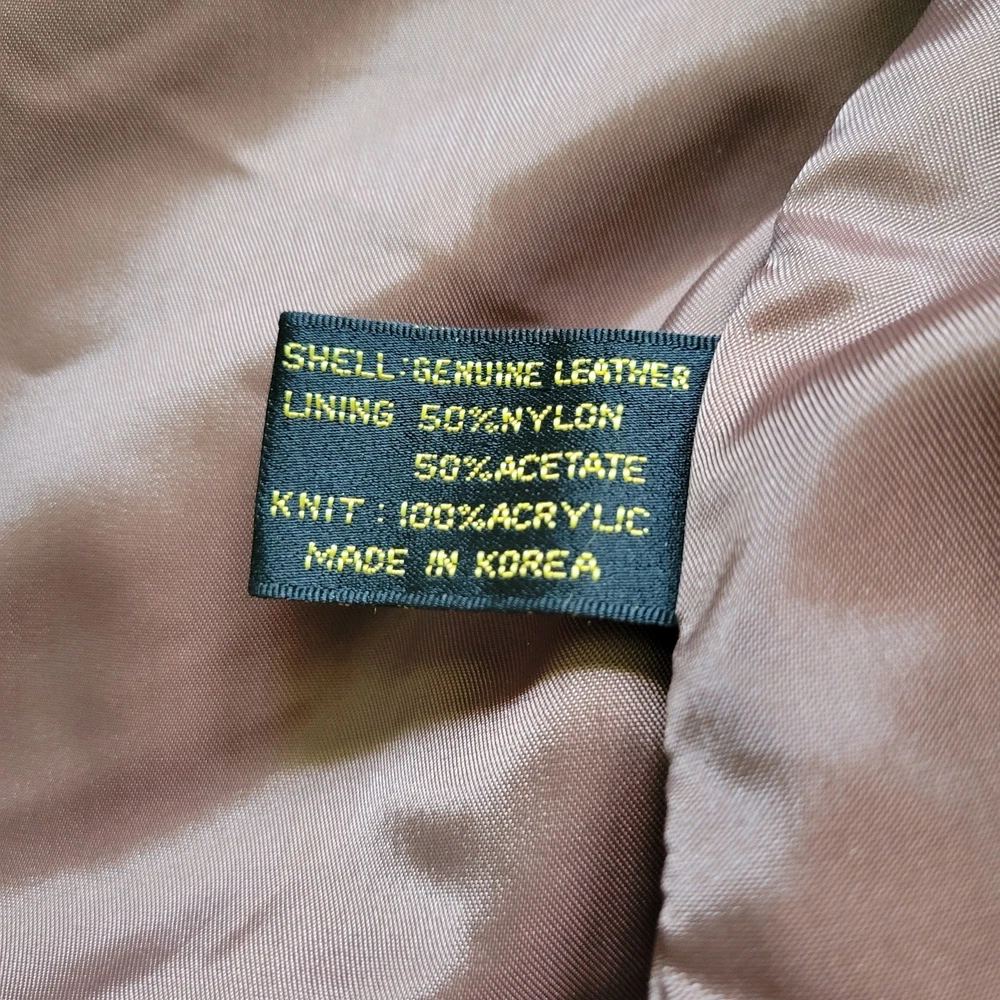 SHELL:GENUINE LEATHER
LINING 50%NYLON
50%ACETATE
KNIT : 100%ACRYLIC
MADE IN KOREA